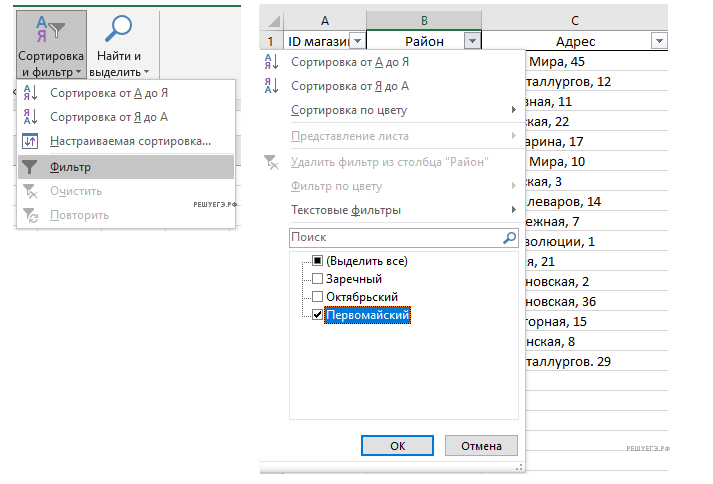 Сортировка и фильтр
Найти и выделить
Сортировка от А до Я
Сортировка от Я до А
Настраиваемая сортировка...
Фильтр
Очистить
Повторить
РЕШУЕГЭ.РФ
A B C
1 ID магазин Район Адрес
Сортировка от А до Я
Сортировка от Я до А
Сортировка по цвету
Представление листа
Удалить фильтр из столбца "Район"
Фильтр по цвету
Текстовые фильтры
Поиск
(Выделить все)
Заречный
Октябрьский
Первомайский
ОК Отмена
Мира, 45
таллургов, 12
вная, 11
ская, 22
арина, 17
Мира, 10
ская, 3
леваров, 14
ежная, 7
волюции, 1
я, 21
новская, 2
новская, 36
горная, 15
нская, 8
таллургов. 29
РЕШУЕГЭ.РФ